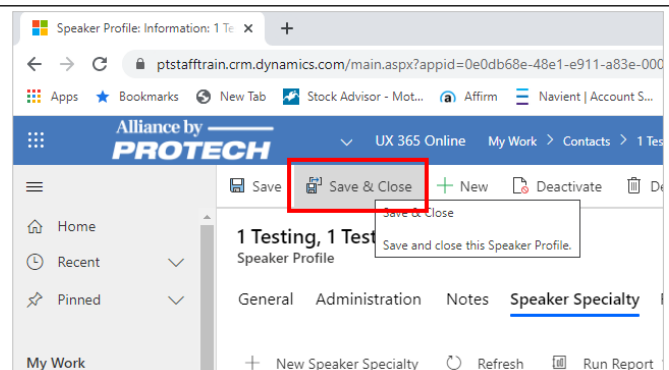 Speaker Profile: Information: 1 Te
ptstafftrain.crm.dynamics.com/main.aspx?appid=0e0db68e-48e1-e911-a83e-000
Apps Bookmarks New Tab Stock Advisor - Mot... Affirm Navient | Account S...
Alliance by
PROTECH
UX 365 Online My Work > Contacts > 1 Tes
Save Save & Close + New Deactivate De
Save & Close
Save and close this Speaker Profile.
Home
Recent
Pinned
My Work
1 Testing, 1 Test
Speaker Profile
General Administration Notes Speaker Specialty
+ New Speaker Specialty Refresh Run Report